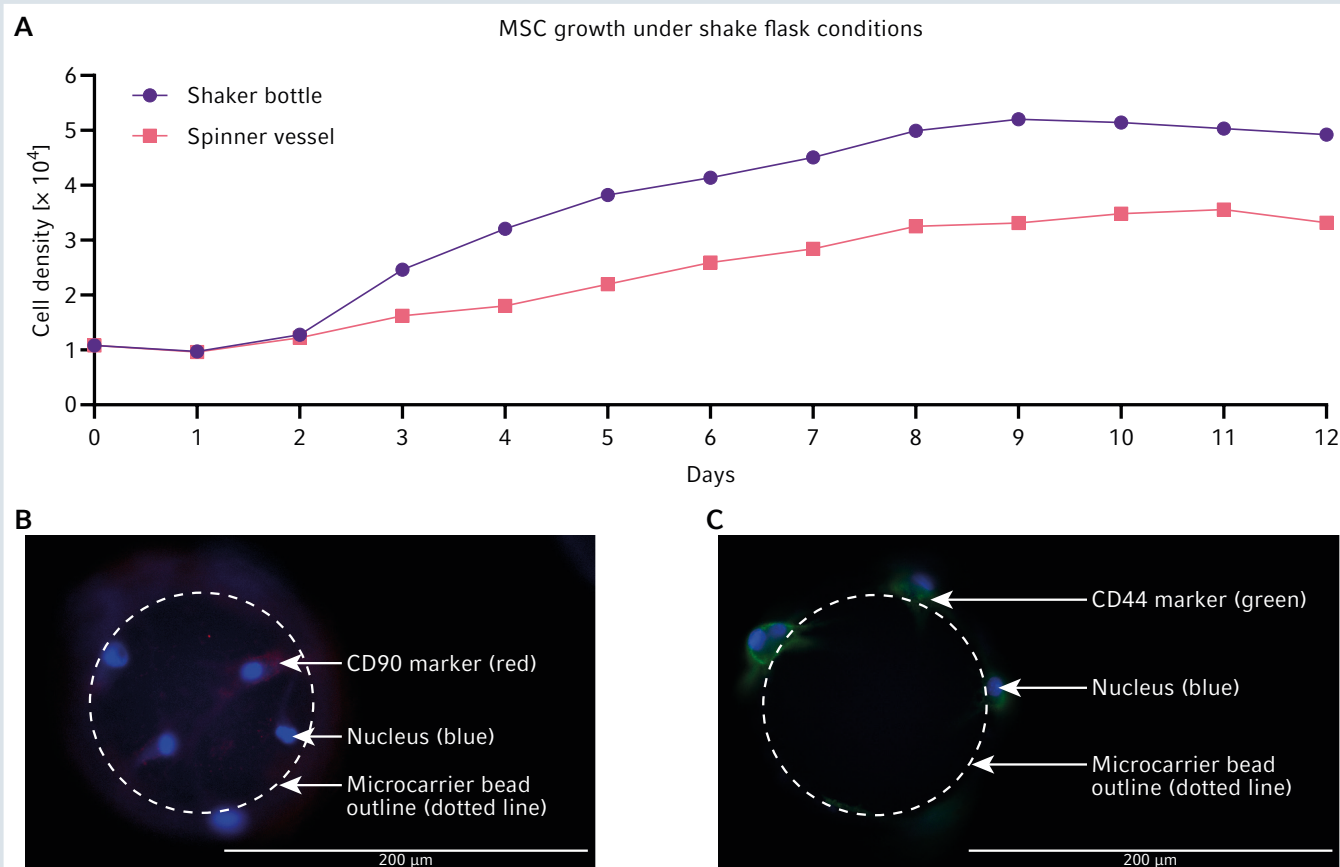 A
MSC growth under shake flask conditions
Shaker bottle
Spinner vessel
Cell density [× 10⁴]
6
5
4
3
2
1
0
0 1 2 3 4 5 6 7 8 9 10 11 12
Days
B
CD90 marker (red)
Nucleus (blue)
Microcarrier bead
outline (dotted line)
200 µm
C
CD44 marker (green)
Nucleus (blue)
Microcarrier bead
outline (dotted line)
200 µm